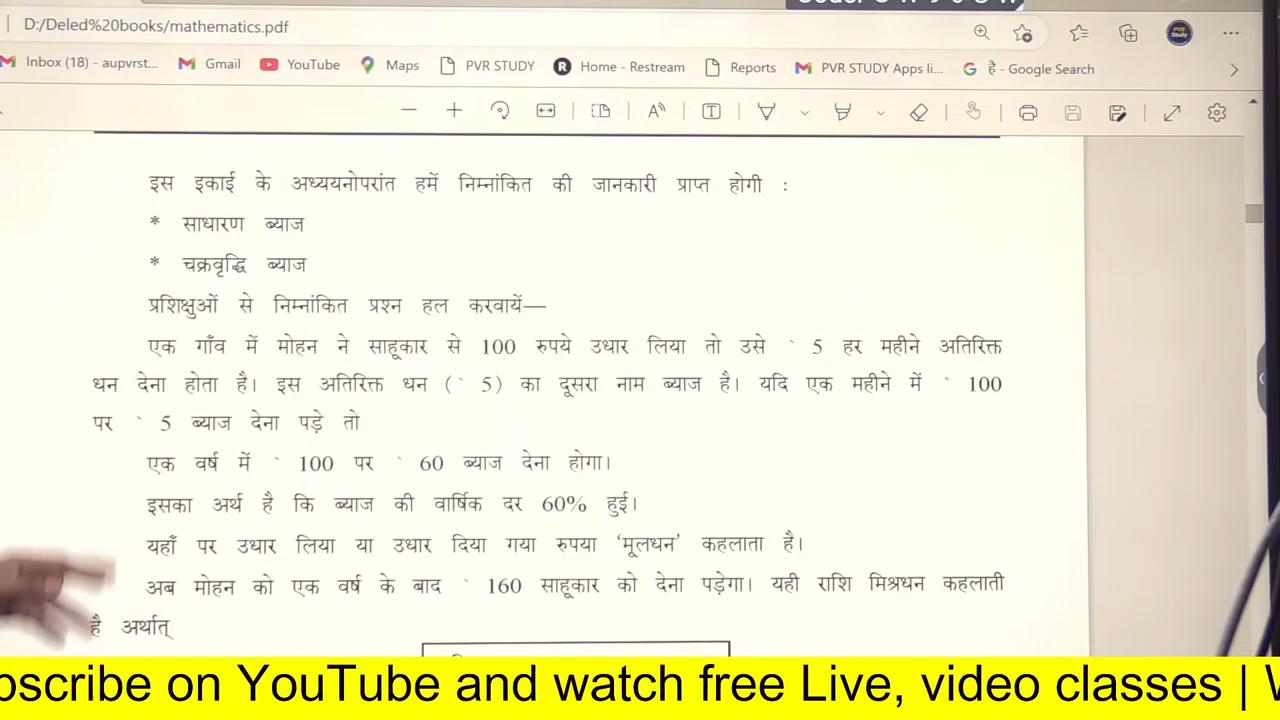 D:/Deled%20books/mathematics.pdf
Inbox (18) - aupvrst... Gmail YouTube Maps PVR STUDY Home - Restream Reports PVR STUDY Apps li... है - Google Search
इस इकाई के अध्ययनोपरांत हमें निम्नांकित की जानकारी प्राप्त होगी :
* साधारण ब्याज
* चक्रवृद्धि ब्याज
प्रशिक्षुओं से निम्नांकित प्रश्न हल करवायें—
एक गाँव में मोहन ने साहूकार से 100 रुपये उधार लिया तो उसे ` 5 हर महीने अतिरिक्त
धन देना होता है। इस अतिरिक्त धन (` 5) का दूसरा नाम ब्याज है। यदि एक महीने में ` 100
पर ` 5 ब्याज देना पड़े तो
एक वर्ष में ` 100 पर ` 60 ब्याज देना होगा।
इसका अर्थ है कि ब्याज की वार्षिक दर 60% हुई।
यहाँ पर उधार लिया या उधार दिया गया रुपया ‘मूलधन’ कहलाता है।
अब मोहन को एक वर्ष के बाद ` 160 साहूकार को देना पड़ेगा। यही राशि मिश्रधन कहलाती
है अर्थात्
bscribe on YouTube and watch free Live, video classes | W